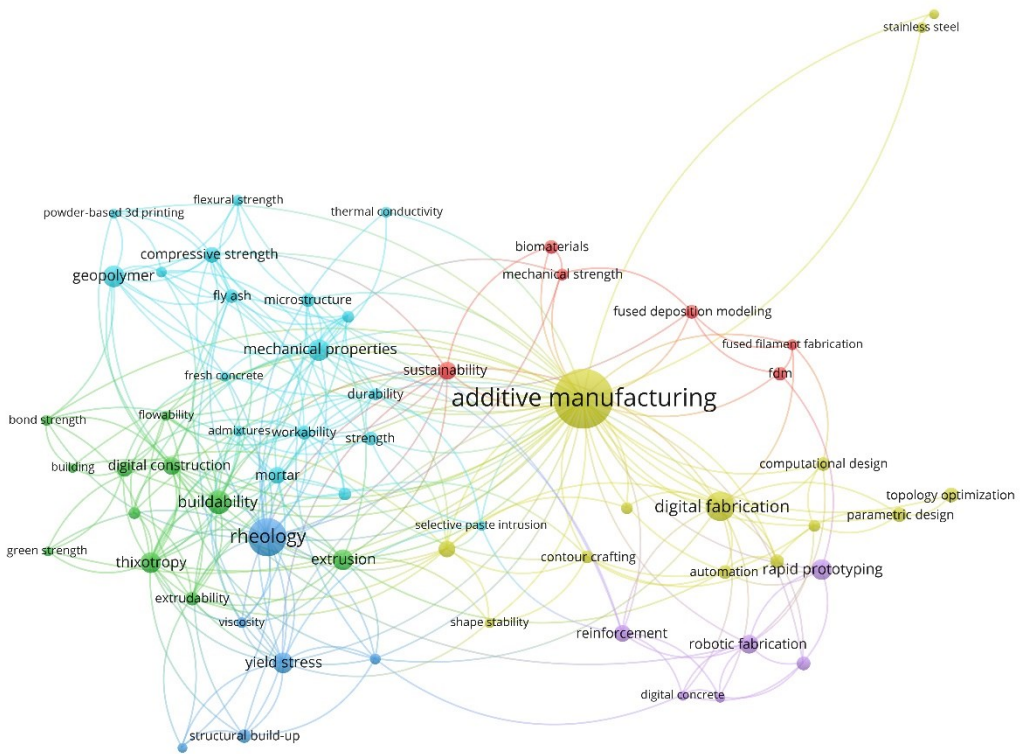 stainless steel
flexural strength
powder-based 3d printing
thermal conductivity
biomaterials
compressive strength
geopolymer
mechanical strength
fly ash
microstructure
fused deposition modeling
fused filament fabrication
mechanical properties
sustainability
fdm
fresh concrete
durability
additive manufacturing
bond strength
flowability
admixtures
workability
strength
building
digital construction
mortar
computational design
buildability
digital fabrication
topology optimization
parametric design
rheology
selective paste intrusion
green strength
thixotropy
extrusion
contour crafting
automation
rapid prototyping
extrudability
viscosity
shape stability
reinforcement
robotic fabrication
yield stress
digital concrete
structural build-up